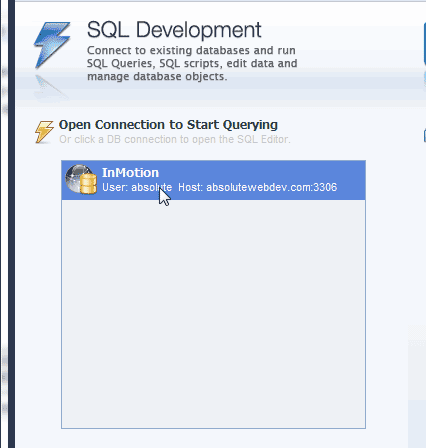 SQL Development
Connect to existing databases and run
SQL Queries, SQL scripts, edit data and
manage database objects.
Open Connection to Start Querying
Or click a DB connection to open the SQL Editor.
InMotion
User: absolute Host: absolutewebdev.com:3306